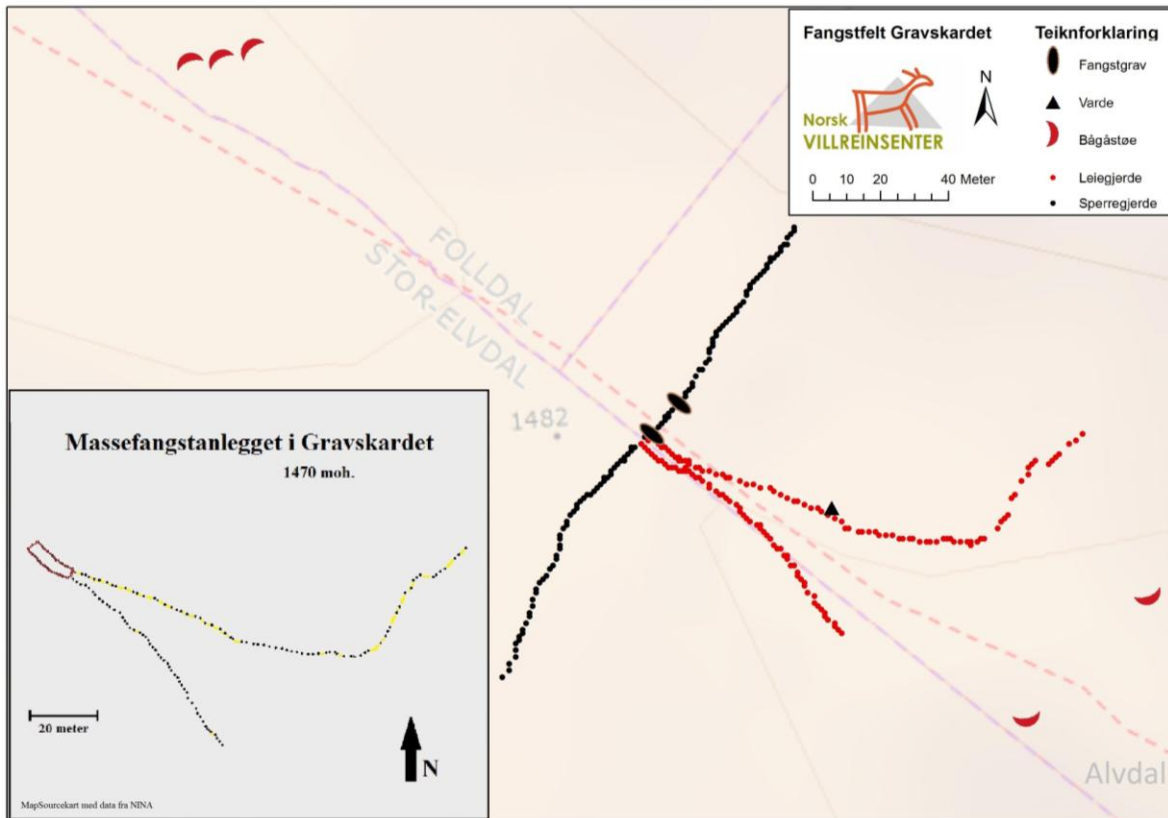 Fangstfelt Gravskardet
Norsk
VILLREINSENTER
N
0 10 20 40 Meter
Teiknforklaring
Fangstgrav
Varde
Bågåstøe
Leiegjerde
Sperregjerde
FOLLDAL
STOR-ELVDAL
1482
Alvdal
Massefangstanlegget i Gravskardet
1470 moh.
20 meter
N
MapSourcekart med data fra NINA